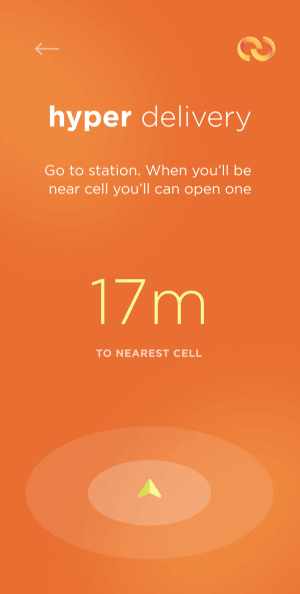 hyper delivery
Go to station. When you'll be
near cell you'll can open one
17m
TO NEAREST CELL